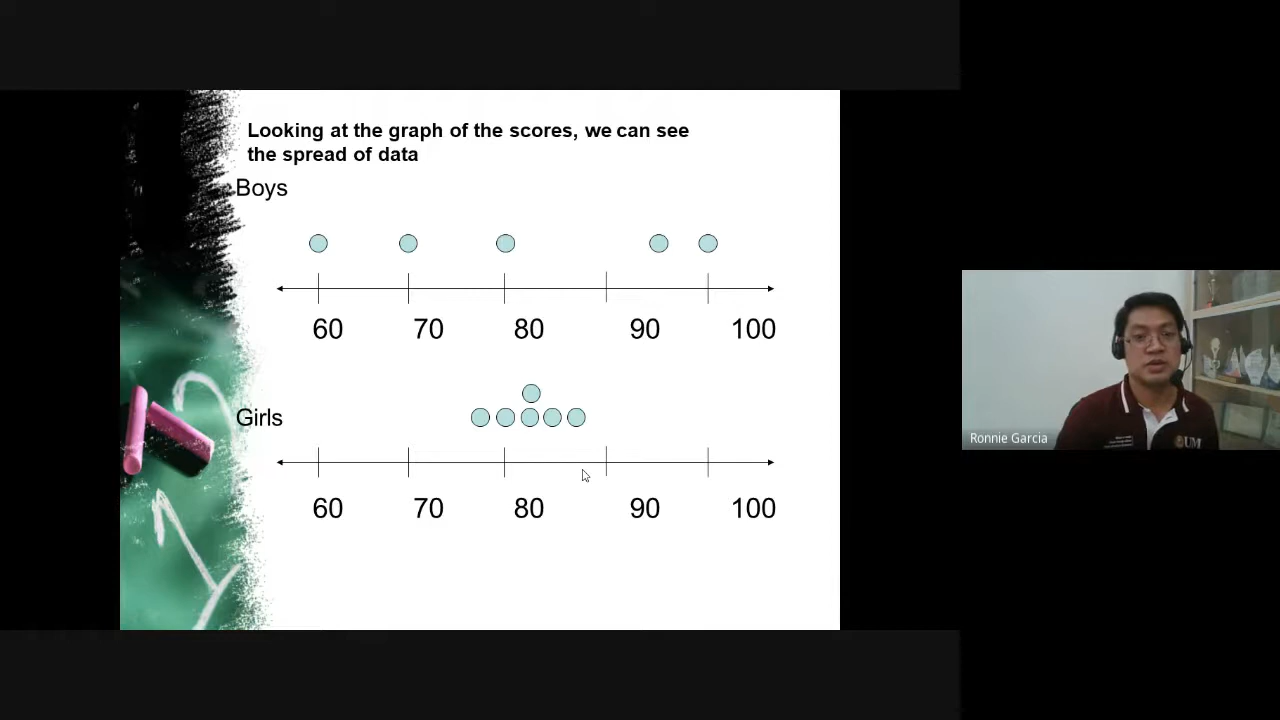 Looking at the graph of the scores, we can see
the spread of data
Boys
60 70 80 90 100
Girls
60 70 80 90 100
Ronnie Garcia
UM